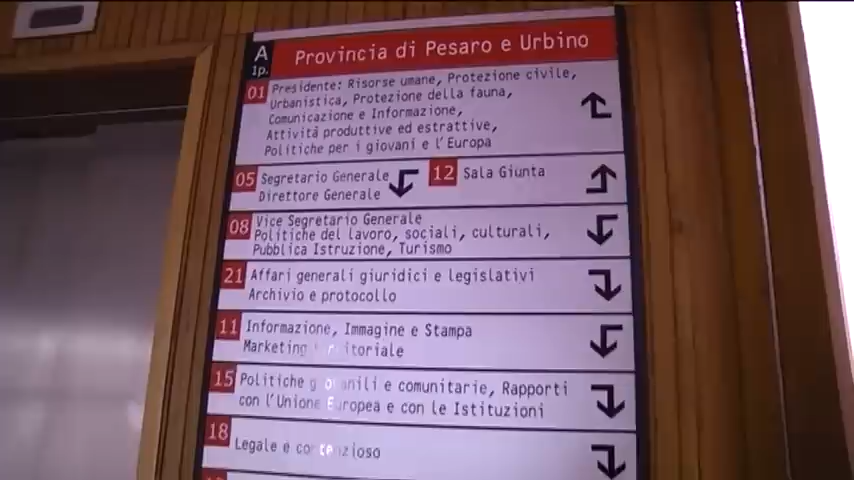 A
1p.
Provincia di Pesaro e Urbino
01 Presidente: Risorse umane, Protezione civile,
Urbanistica, Protezione della fauna,
Comunicazione e Informazione,
Attività produttive ed estrattive,
Politiche per i giovani e l'Europa
05 Segretario Generale
Direttore Generale
12 Sala Giunta
08 Vice Segretario Generale
Politiche del lavoro, sociali, culturali,
Pubblica Istruzione, Turismo
21 Affari generali giuridici e legislativi
Archivio e protocollo
11 Informazione, Immagine e Stampa
Marketing territoriale
15 Politiche giovanili e comunitarie, Rapporti
con l'Unione Europea e con le Istituzioni
18 Legale e contenzioso